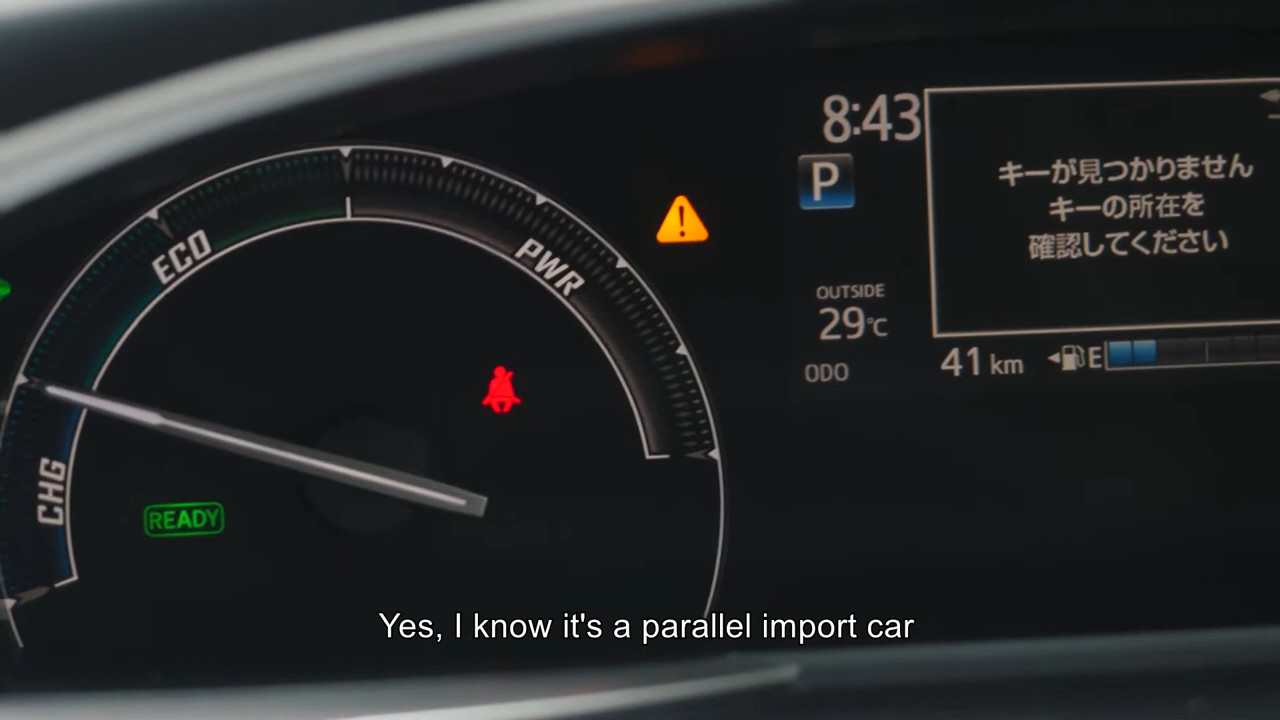 8:43
P
キーが見つかりません
キーの所在を
確認してください
ECO
PWR
OUTSIDE
29°C
ODO
41 km
E
CHG
READY
Yes, I know it's a parallel import car